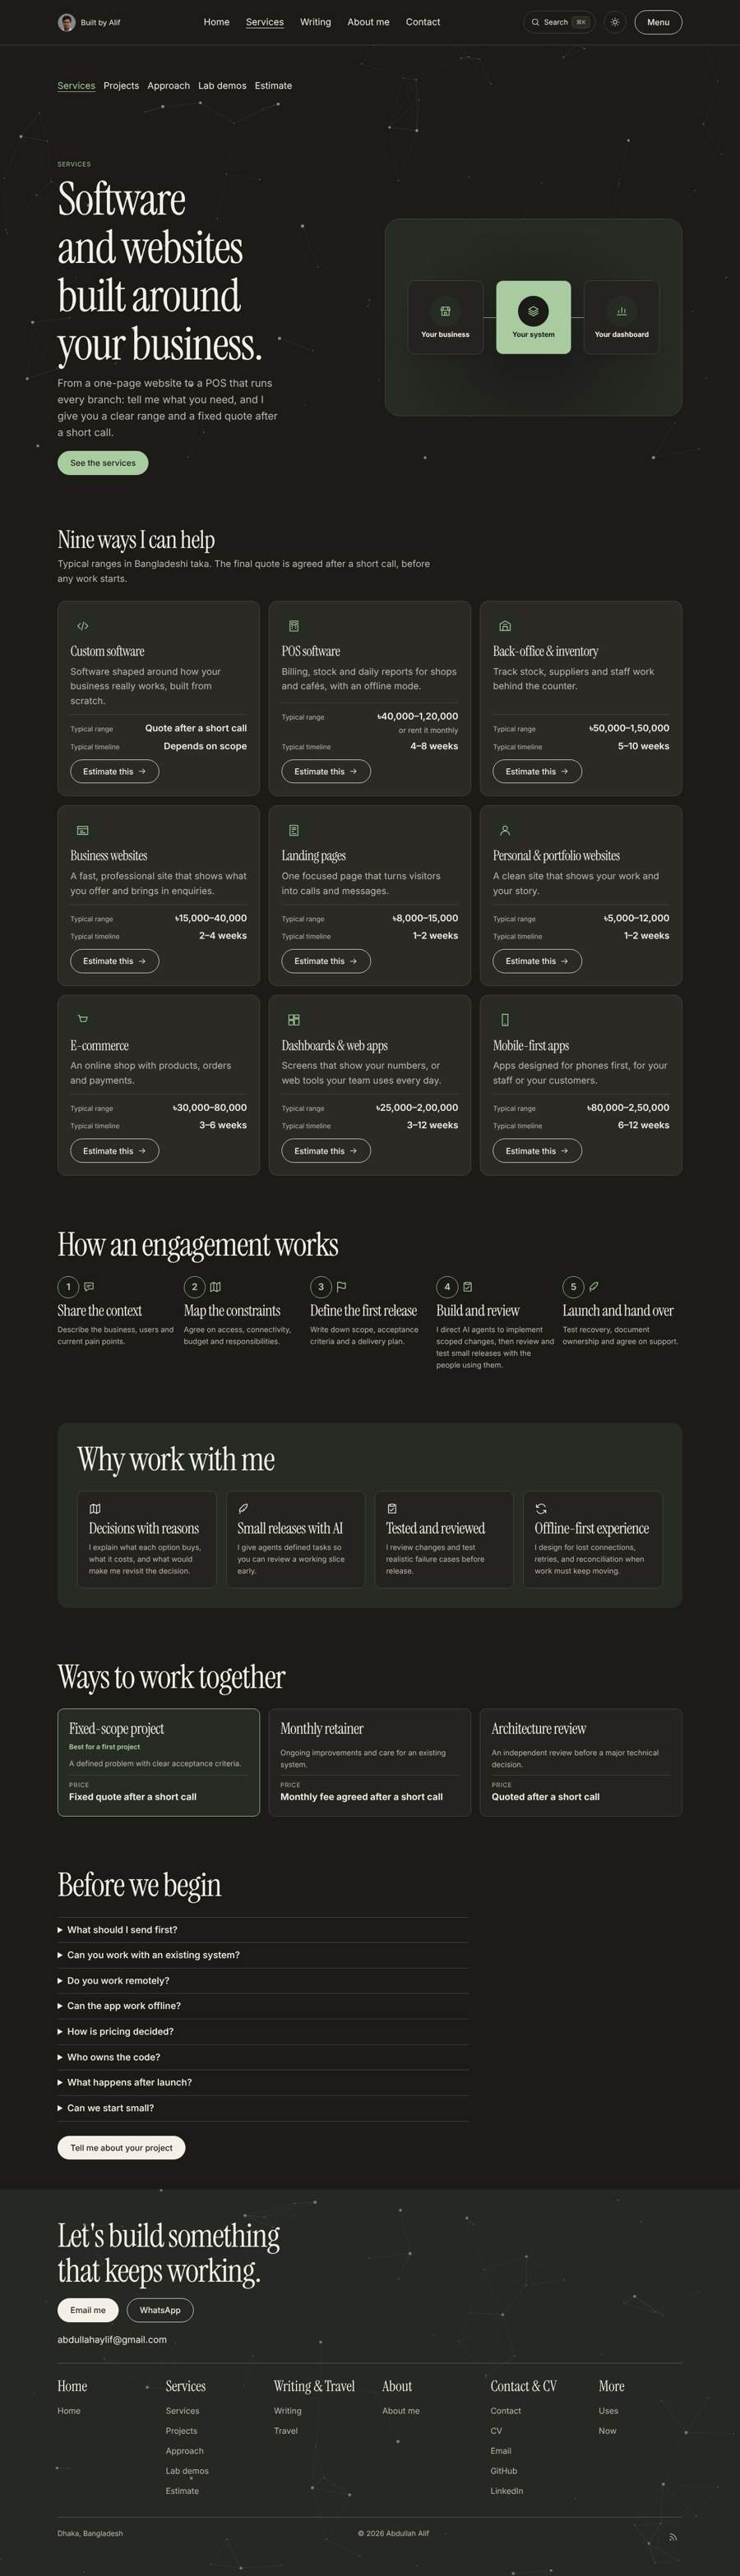 Built by Alif
Home Services Writing About me Contact
Search ⌘K
Menu
Services Projects Approach Lab demos Estimate
SERVICES
Software
and websites
built around
your business.
From a one-page website to a POS that runs
every branch: tell me what you need, and I
give you a clear range and a fixed quote after
a short call.
See the services
Your business
Your system
Your dashboard
Nine ways I can help
Typical ranges in Bangladeshi taka. The final quote is agreed after a short call, before
any work starts.
Custom software
Software shaped around how your
business really works, built from
scratch.
Typical range Quote after a short call
Typical timeline Depends on scope
Estimate this →
POS software
Billing, stock and daily reports for shops
and cafés, with an offline mode.
Typical range ৳40,000–1,20,000
or rent it monthly
Typical timeline 4–8 weeks
Estimate this →
Back-office & inventory
Track stock, suppliers and staff work
behind the counter.
Typical range ৳50,000–1,50,000
Typical timeline 5–10 weeks
Estimate this →
Business websites
A fast, professional site that shows what
you offer and brings in enquiries.
Typical range ৳15,000–40,000
Typical timeline 2–4 weeks
Estimate this →
Landing pages
One focused page that turns visitors
into calls and messages.
Typical range ৳8,000–15,000
Typical timeline 1–2 weeks
Estimate this →
Personal & portfolio websites
A clean site that shows your work and
your story.
Typical range ৳5,000–12,000
Typical timeline 1–2 weeks
Estimate this →
E-commerce
An online shop with products, orders
and payments.
Typical range ৳30,000–80,000
Typical timeline 3–6 weeks
Estimate this →
Dashboards & web apps
Screens that show your numbers, or
web tools your team uses every day.
Typical range ৳25,000–2,00,000
Typical timeline 3–12 weeks
Estimate this →
Mobile-first apps
Apps designed for phones first, for your
staff or your customers.
Typical range ৳80,000–2,50,000
Typical timeline 6–12 weeks
Estimate this →
How an engagement works
1
Share the context
Describe the business, users and
current pain points.
2
Map the constraints
Agree on access, connectivity,
budget and responsibilities.
3
Define the first release
Write down scope, acceptance
criteria and a delivery plan.
4
Build and review
I direct AI agents to implement
scoped changes, then review and
test small releases with the
people using them.
5
Launch and hand over
Test recovery, document
ownership and agree on support.
Why work with me
Decisions with reasons
I explain what each option buys,
what it costs, and what would
make me revisit the decision.
Small releases with AI
I give agents defined tasks so
you can review a working slice
early.
Tested and reviewed
I review changes and test
realistic failure cases before
release.
Offline-first experience
I design for lost connections,
retries, and reconciliation when
work must keep moving.
Ways to work together
Fixed-scope project
Best for a first project
A defined problem with clear acceptance criteria.
PRICE
Fixed quote after a short call
Monthly retainer
Ongoing improvements and care for an existing
system.
PRICE
Monthly fee agreed after a short call
Architecture review
An independent review before a major technical
decision.
PRICE
Quoted after a short call
Before we begin
What should I send first?
Can you work with an existing system?
Do you work remotely?
Can the app work offline?
How is pricing decided?
Who owns the code?
What happens after launch?
Can we start small?
Tell me about your project
Let's build something
that keeps working.
Email me WhatsApp
abdullahaylif@gmail.com
Home
Home
Services
Services
Projects
Approach
Lab demos
Estimate
Writing & Travel
Writing
Travel
About
About me
Contact & CV
Contact
CV
Email
GitHub
LinkedIn
More
Uses
Now
Dhaka, Bangladesh
© 2026 Abdullah Alif